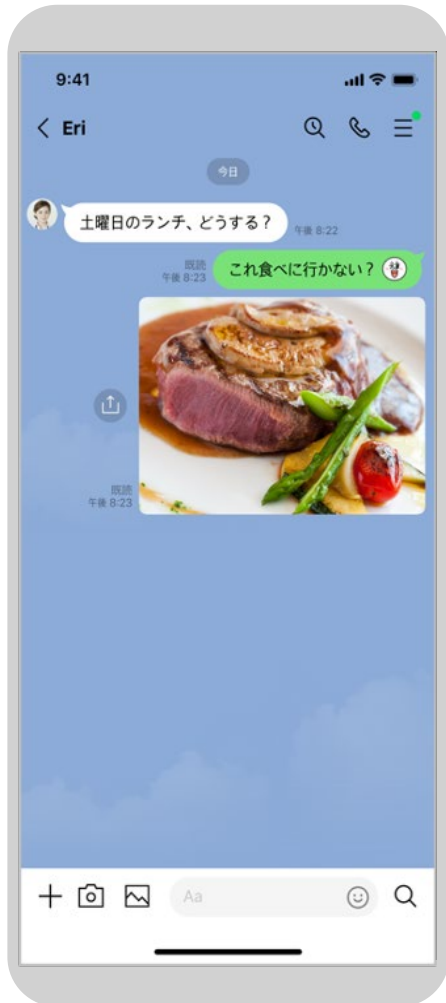 9:41
Eri
今日
土曜日のランチ、どうする？
午後 8:22
既読
午後 8:23
これ食べに行かない？
既読
午後 8:23
Aa